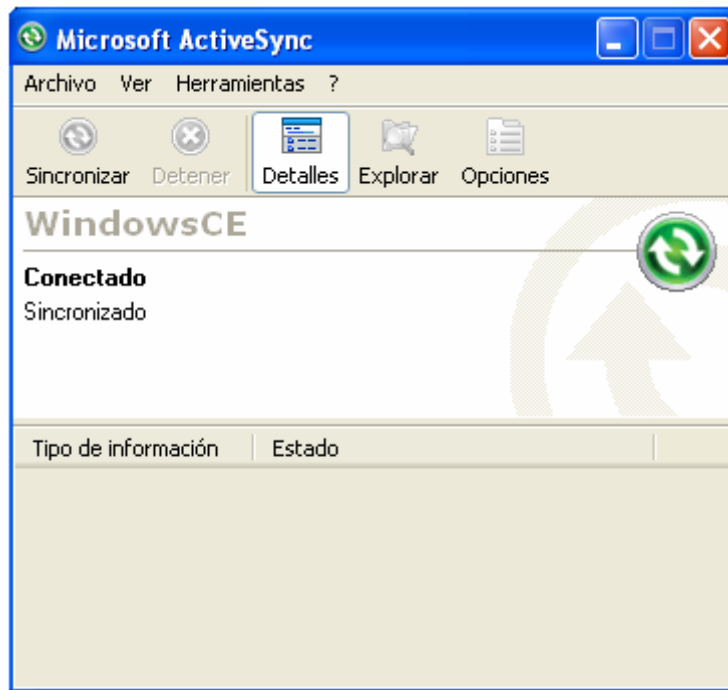 Microsoft ActiveSync
Archivo Ver Herramientas ?
Sincronizar Detener Detalles Explorar Opciones
WindowsCE
Conectado
Sincronizado
Tipo de información Estado